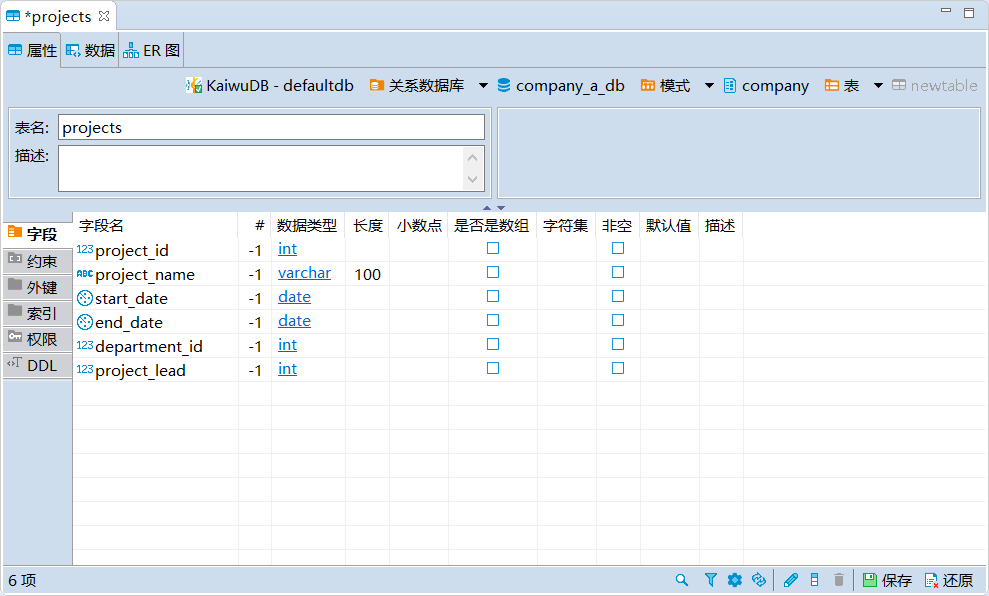 *projects
属性 数据 ER 图
KaiwuDB - defaultdb 关系数据库 company_a_db 模式 company 表 newtable
表名: projects
描述:
字段名 # 数据类型 长度 小数点 是否是数组 字符集 非空 默认值 描述
字段
约束
外键
索引
权限
DDL
123 project_id -1 int
ABC project_name -1 varchar 100
start_date -1 date
end_date -1 date
123 department_id -1 int
123 project_lead -1 int
6 项 保存 还原